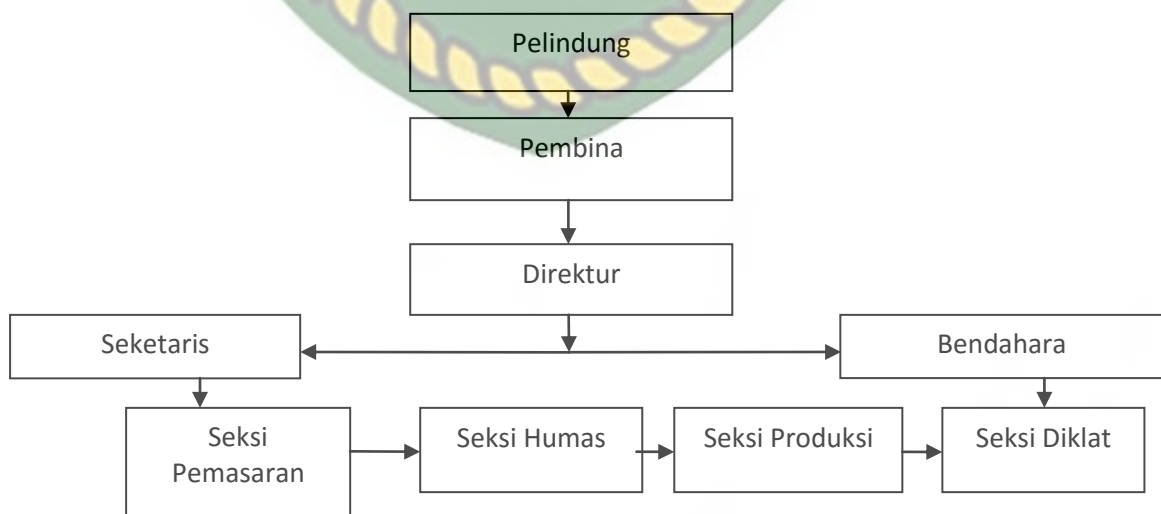 Pelindung
Pembina
Direktur
Seketaris
Bendahara
Seksi
Pemasaran
Seksi Humas
Seksi Produksi
Seksi Diklat